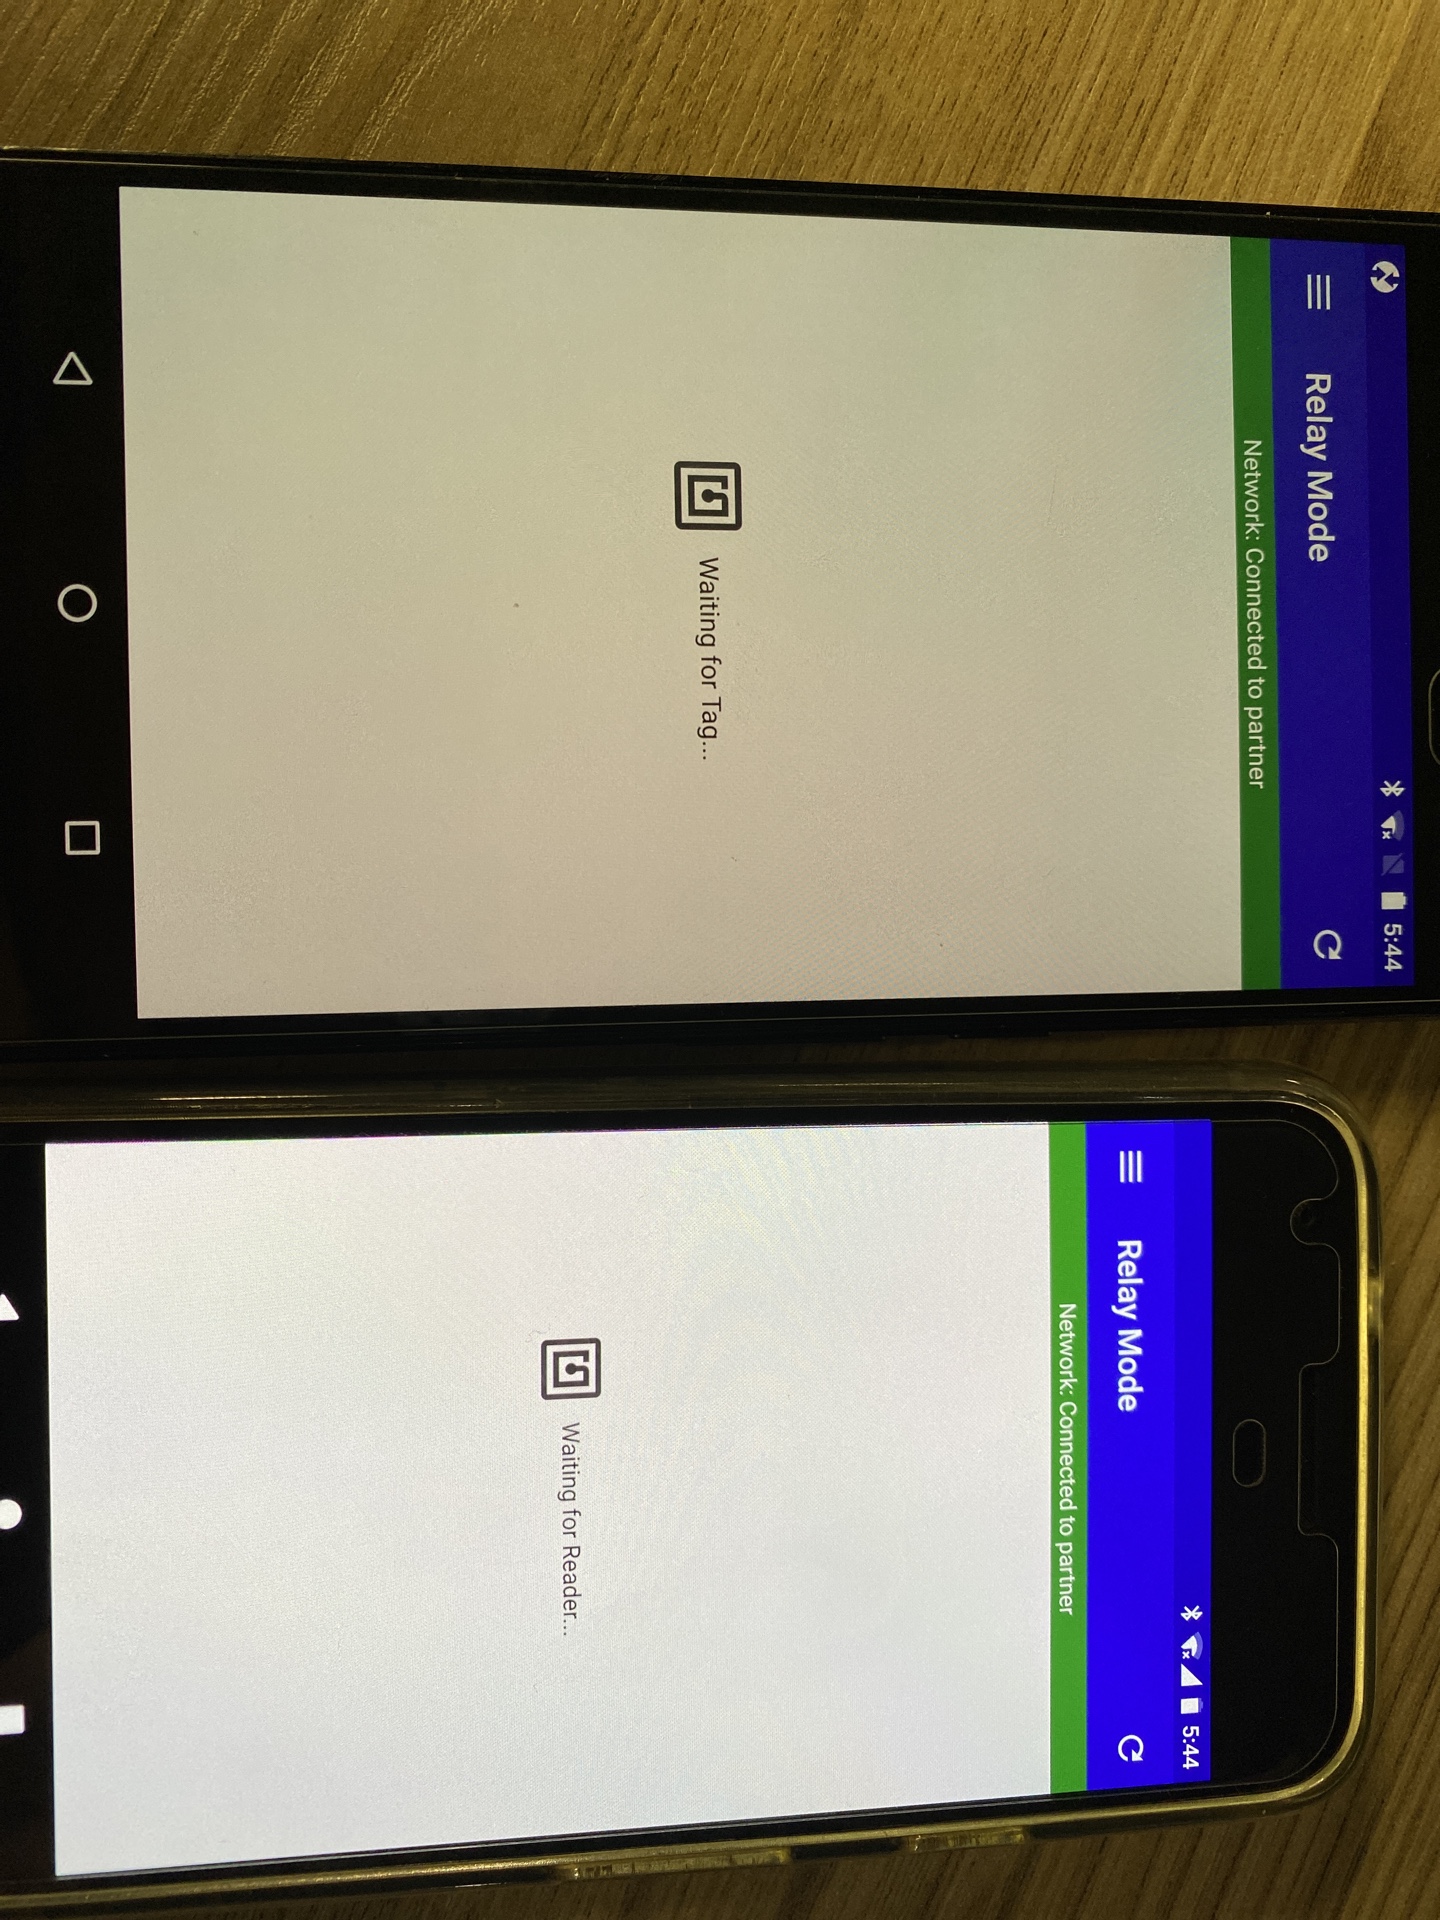 5:44
Relay Mode
Network: Connected to partner
Waiting for Tag...
5:44
Relay Mode
Network: Connected to partner
Waiting for Reader...